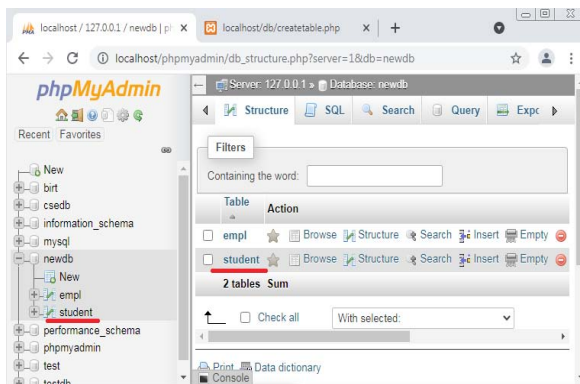 localhost / 127.0.0.1 / newdb | ph
localhost/db/createtable.php
localhost/phpmyadmin/db_structure.php?server=1&db=newdb
phpMyAdmin
Recent Favorites
New
birt
csedb
information_schema
mysql
newdb
New
empl
student
performance_schema
phpmyadmin
test
testdb
Server: 127.0.0.1 » Database: newdb
Structure SQL Search Query Expo
Filters
Containing the word:
Table Action
empl Browse Structure Search Insert Empty
student Browse Structure Search Insert Empty
2 tables Sum
Check all With selected:
Print Data dictionary
Console